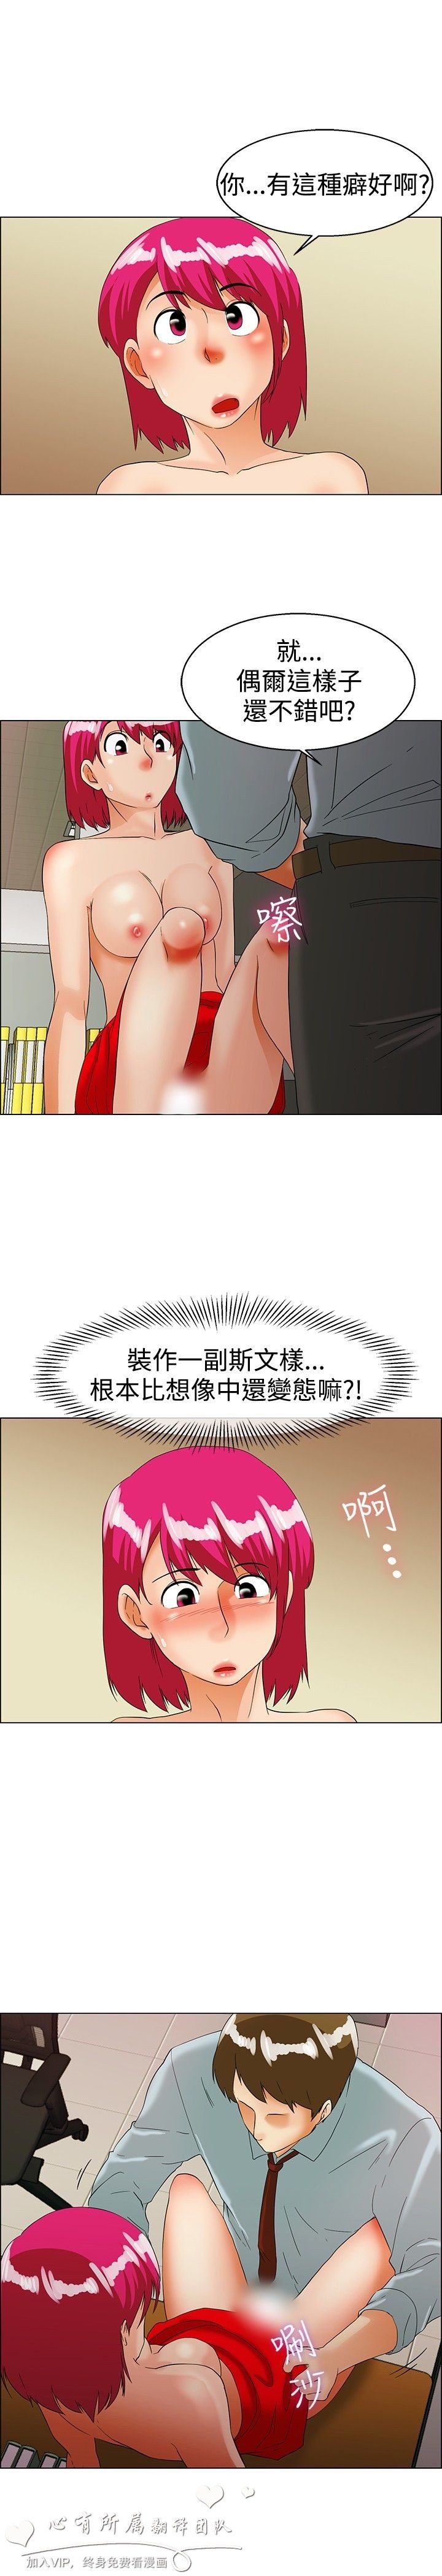 你...有這種癖好啊?
就...
偶爾這樣子
還不錯吧?
嚓
裝作一副斯文樣...
根本比想像中還變態嘛?!
啊...
唰
沙
心有所属翻译团队
加入VIP，终身免费看漫画